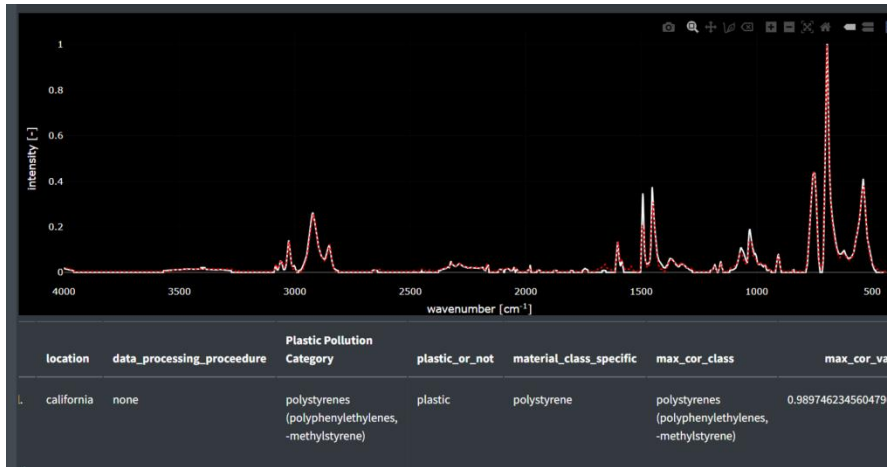 1
0.8
0.6
0.4
0.2
0
intensity [-]
4000 3500 3000 2500 2000 1500 1000 500
wavenumber [cm⁻¹]
location data_processing_proceedure Plastic Pollution Category plastic_or_not material_class_specific max_cor_class max_cor_va
l. california none polystyrenes plastic polystyrene polystyrenes 0.989746234560479
(polyphenylethylenes, (polyphenylethylenes,
-methylstyrene) -methylstyrene)